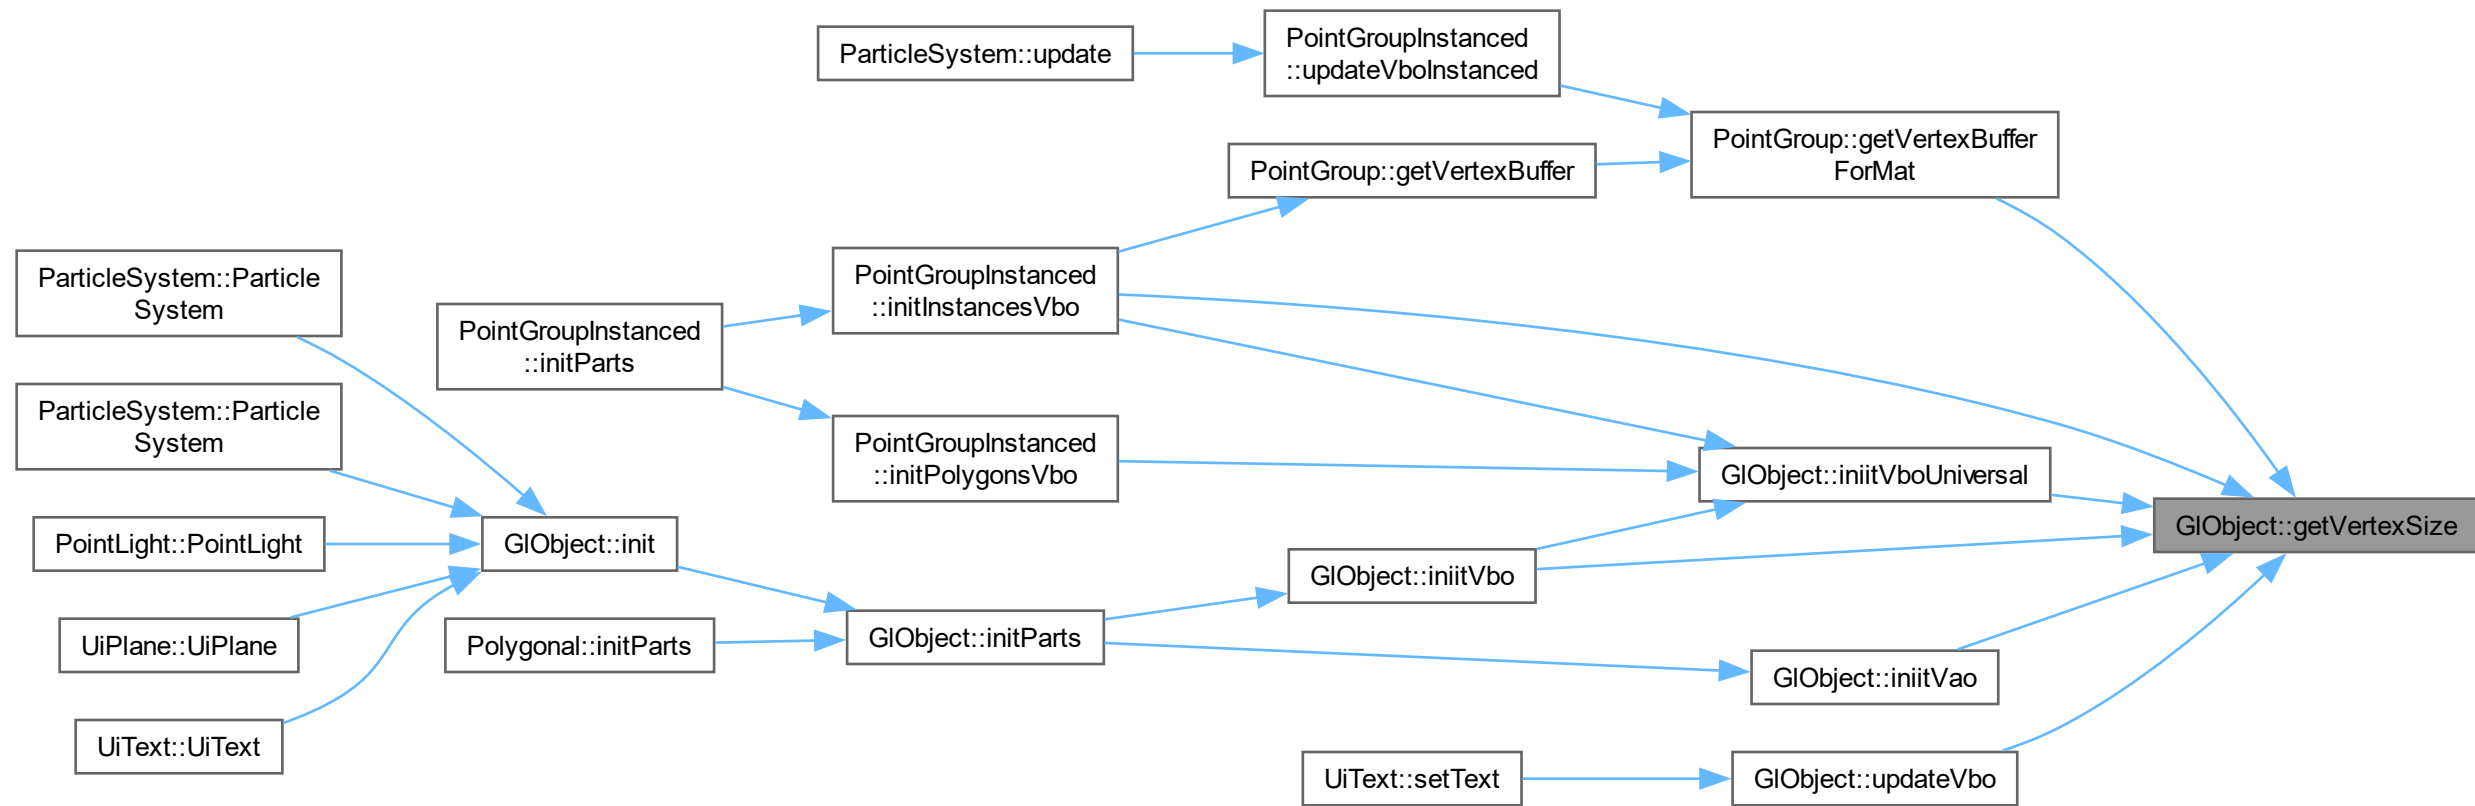 ParticleSystem::update
PointGroupInstanced
::updateVboInstanced
PointGroup::getVertexBuffer
ForMat
PointGroup::getVertexBuffer
ParticleSystem::Particle
System
PointGroupInstanced
::initInstancesVbo
PointGroupInstanced
::initParts
ParticleSystem::Particle
System
PointGroupInstanced
::initPolygonsVbo
GlObject::iniitVboUniversal
GlObject::getVertexSize
PointLight::PointLight
GlObject::init
GlObject::iniitVbo
UiPlane::UiPlane
Polygonal::initParts
GlObject::initParts
GlObject::iniitVao
UiText::UiText
UiText::setText
GlObject::updateVbo